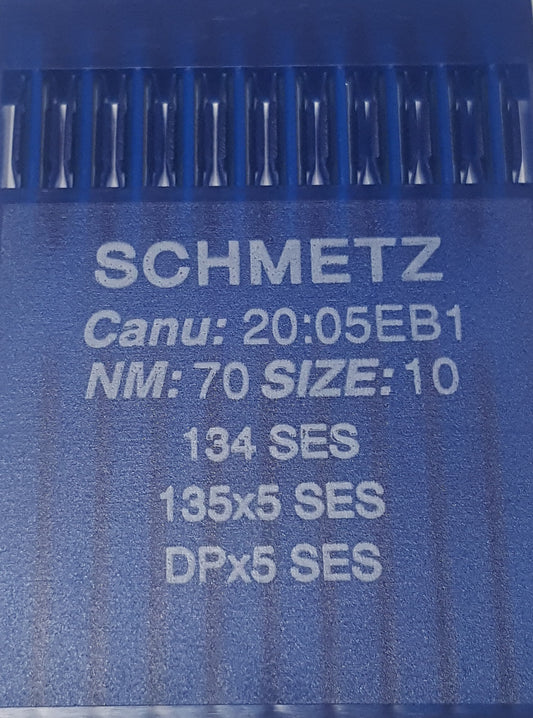 SCHMETZ
Canu: 20:05EB1
NM: 70 SIZE: 10
134 SES
135x5 SES
DPx5 SES